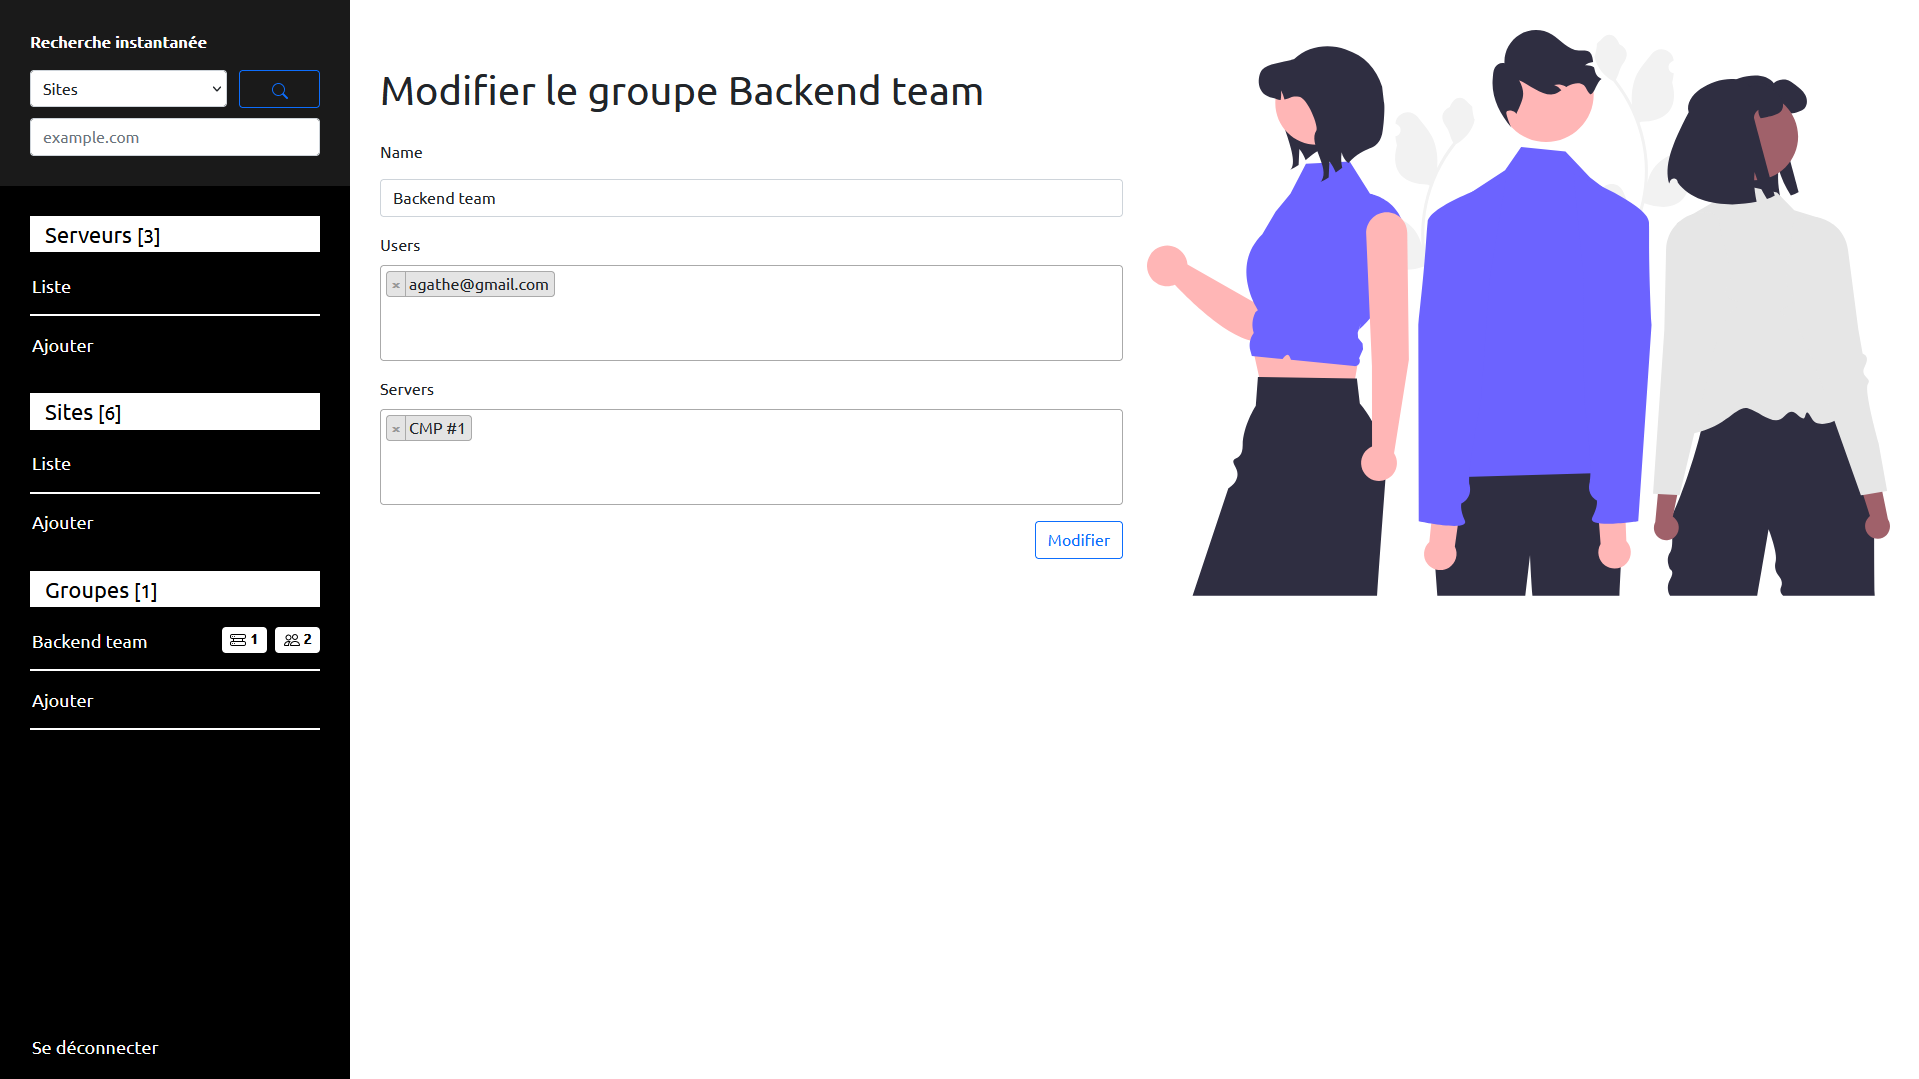 Recherche instantanée
Sites
example.com
Serveurs [3]
Liste
Ajouter
Sites [6]
Liste
Ajouter
Groupes [1]
Backend team 1 2
Ajouter
Se déconnecter
Modifier le groupe Backend team
Name
Backend team
Users
× agathe@gmail.com
Servers
× CMP #1
Modifier